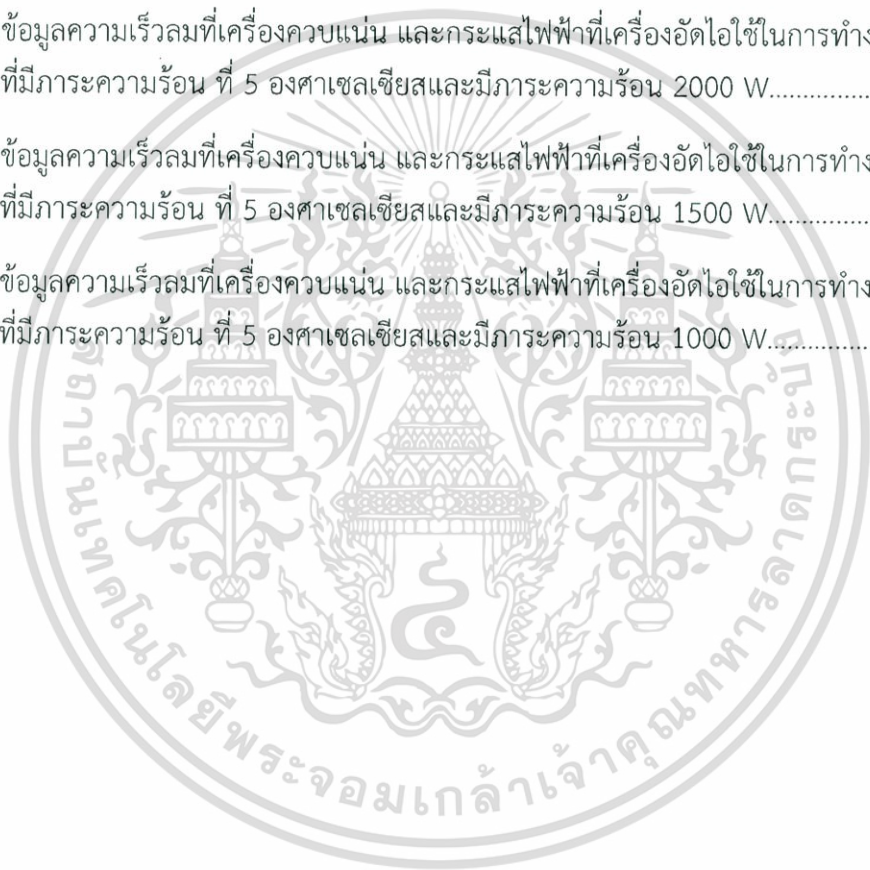 ข้อมูลความเร็วลมที่เครื่องควบแน่น และกระแสไฟฟ้าที่เครื่องอัดไอใช้ในการทำง
ที่มีภาระความร้อน ที่ 5 องศาเซลเซียสและมีภาระความร้อน 2000 W...............
ข้อมูลความเร็วลมที่เครื่องควบแน่น และกระแสไฟฟ้าที่เครื่องอัดไอใช้ในการทำง
ที่มีภาระความร้อน ที่ 5 องศาเซลเซียสและมีภาระความร้อน 1500 W...............
ข้อมูลความเร็วลมที่เครื่องควบแน่น และกระแสไฟฟ้าที่เครื่องอัดไอใช้ในการทำง
ที่มีภาระความร้อน ที่ 5 องศาเซลเซียสและมีภาระความร้อน 1000 W...............
สถาบันเทคโนโลยีพระจอมเกล้าเจ้าคุณทหารลาดกระบัง